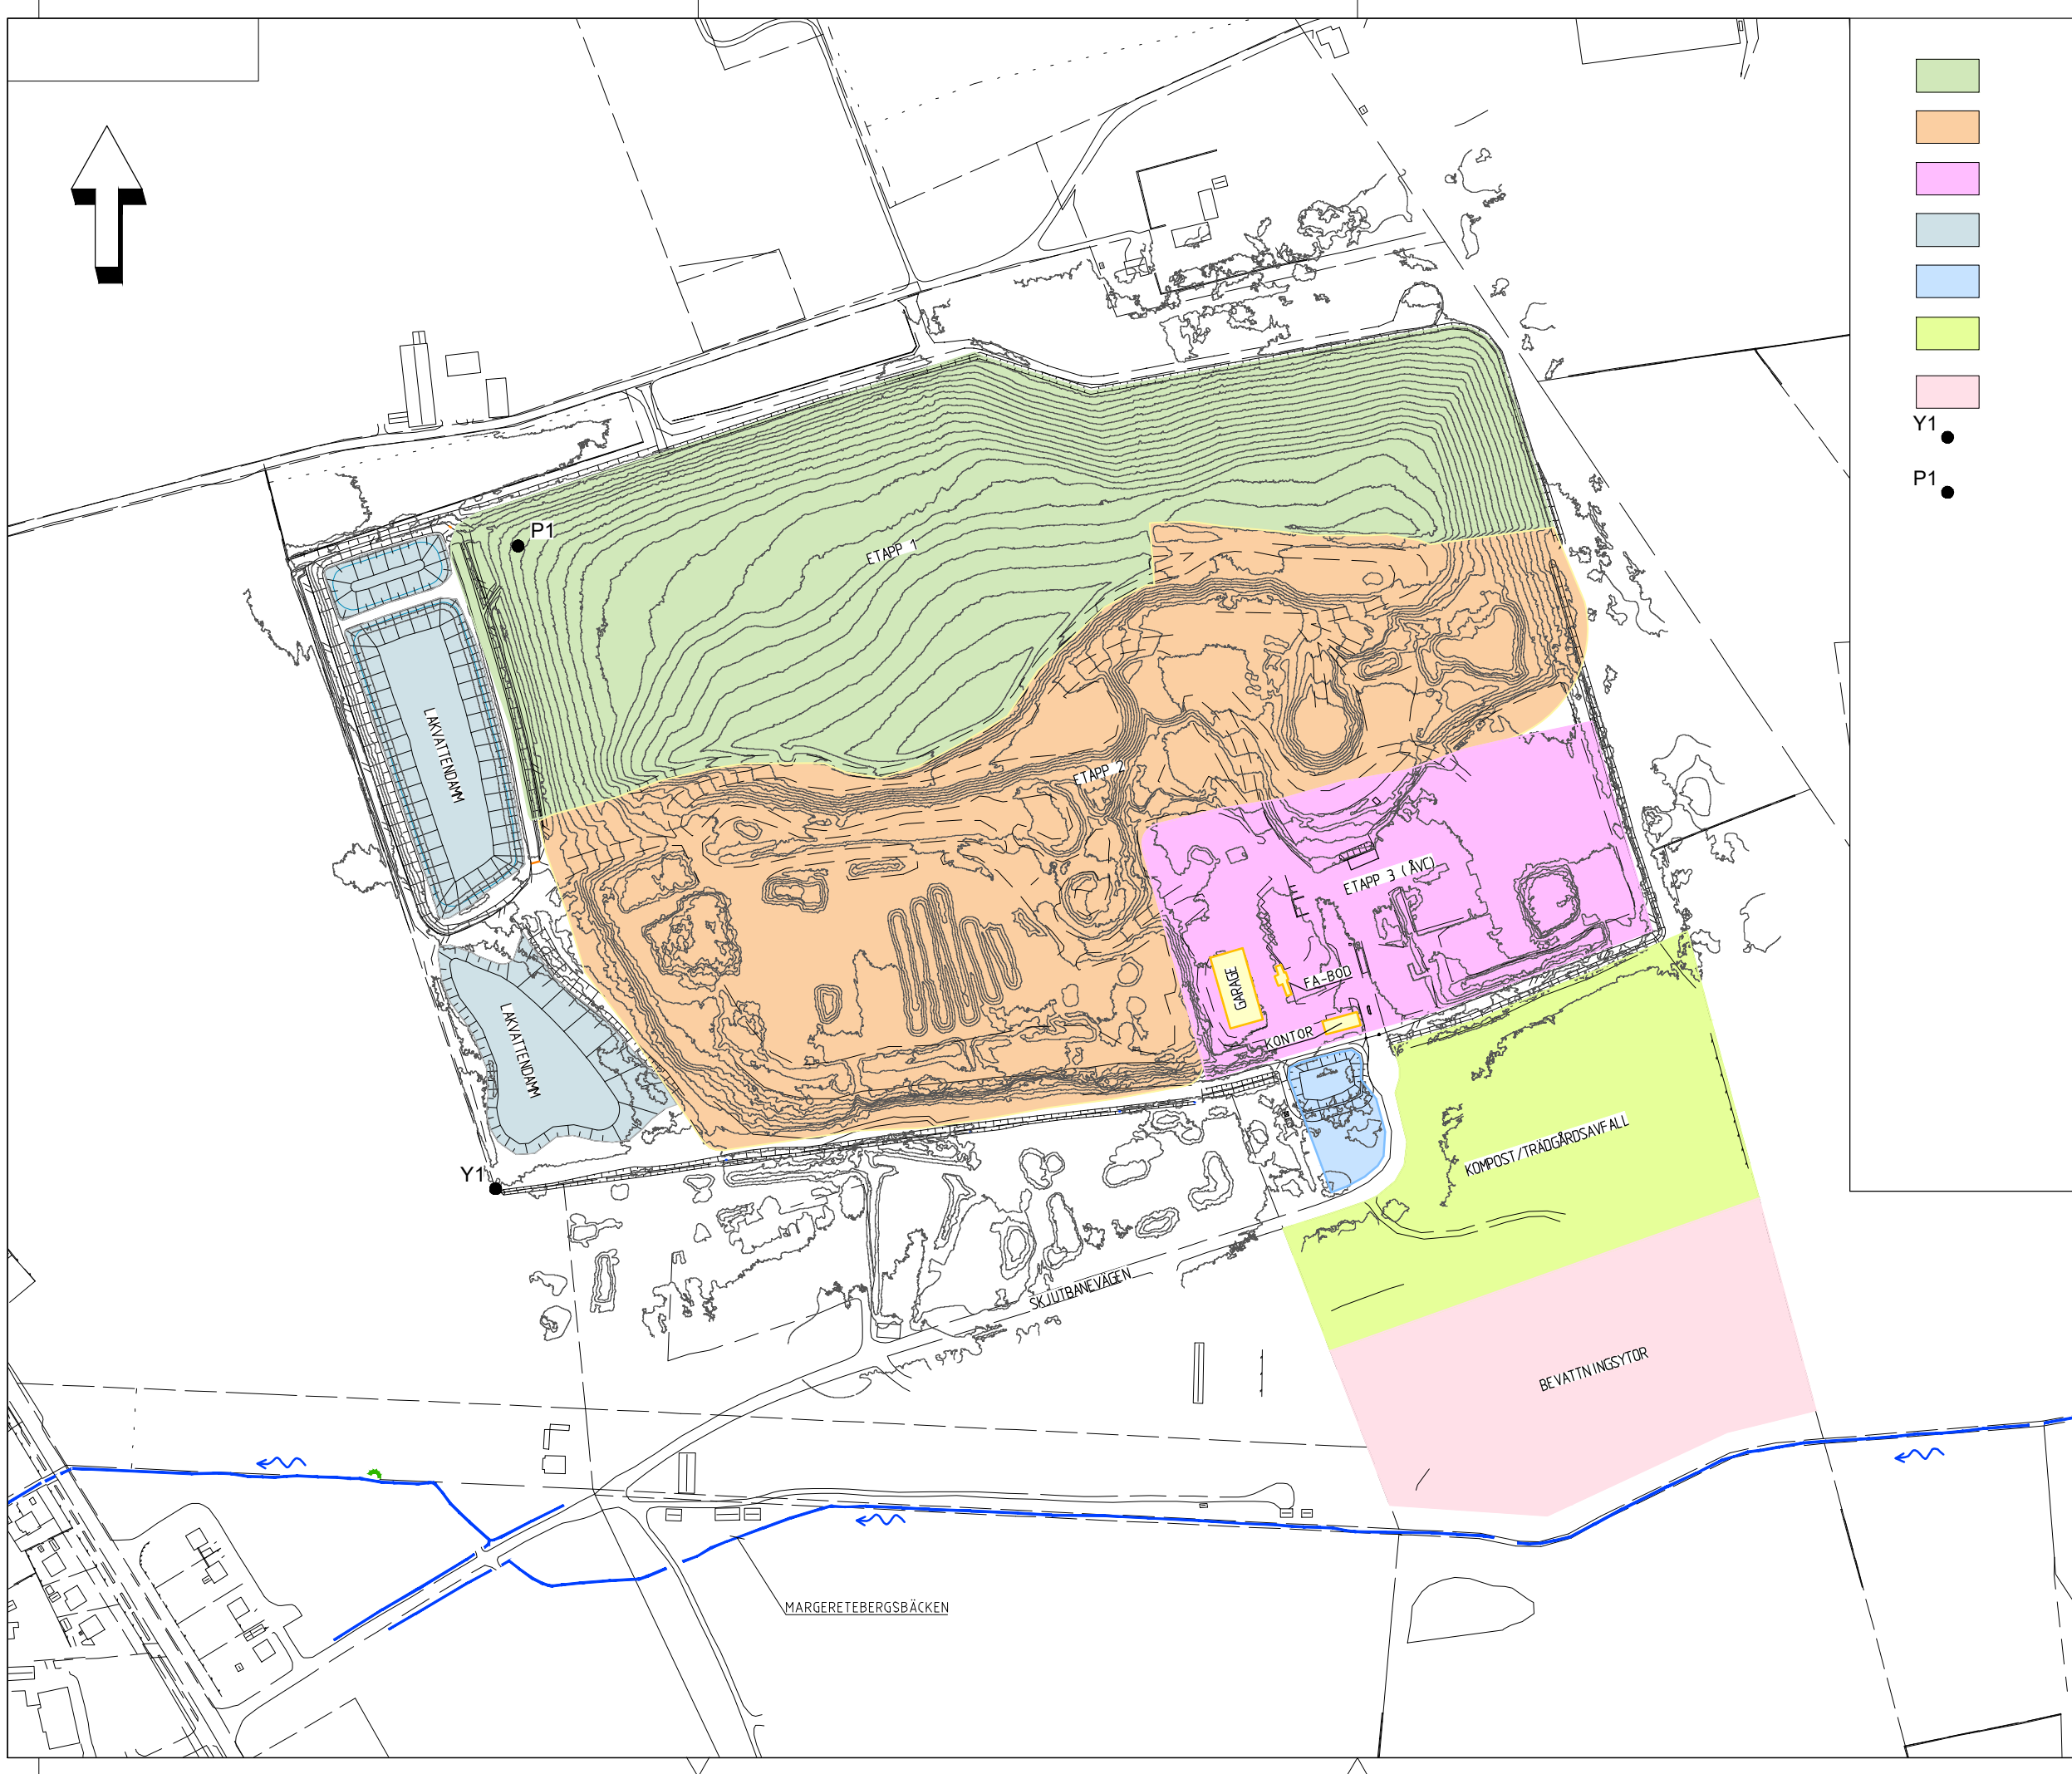 Y1
P1
P1
ETAPP 1
LAKVATTENDAMM
ETAPP 2
ETAPP 3 (ÅVC)
GARAGE
FA-BOD
KONTOR
LAKVATTENDAMM
KOMPOST/TRÄDGÅRDSAVFALL
Y1
SKJUTBANEVÄGEN
BEVATTNINGSYTOR
MARGERETEBERGSBÄCKEN